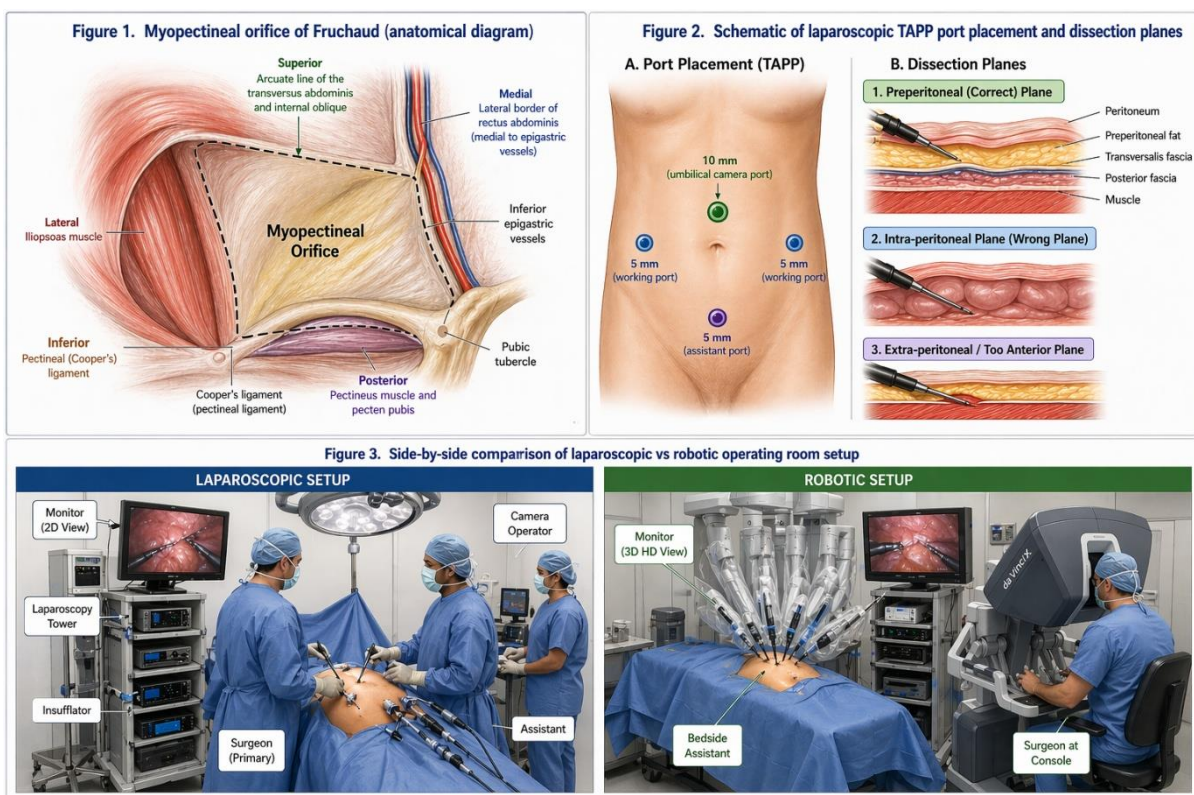 Figure 1. Myopectineal orifice of Fruchaud (anatomical diagram)
Superior
Arcuate line of the
transversus abdominis
and internal oblique
Medial
Lateral border of
rectus abdominis
(medial to epigastric
vessels)
Lateral
Iliopsoas muscle
Myopectineal
Orifice
Inferior
epigastric
vessels
Inferior
Pectineal (Cooper's)
ligament
Cooper's ligament
(pectineal ligament)
Posterior
Pectineus muscle and
pecten pubis
Pubic
tubercle
Figure 2. Schematic of laparoscopic TAPP port placement and dissection planes
A. Port Placement (TAPP)
10 mm
(umbilical camera port)
5 mm
(working port)
5 mm
(working port)
5 mm
(assistant port)
B. Dissection Planes
1. Preperitoneal (Correct) Plane
Peritoneum
Preperitoneal fat
Transversalis fascia
Posterior fascia
Muscle
2. Intra-peritoneal Plane (Wrong Plane)
3. Extra-peritoneal / Too Anterior Plane
Figure 3. Side-by-side comparison of laparoscopic vs robotic operating room setup
LAPAROSCOPIC SETUP
Monitor
(2D View)
Camera
Operator
Laparoscopy
Tower
Insufflator
Surgeon
(Primary)
Assistant
ROBOTIC SETUP
Monitor
(3D HD View)
da Vinci X
Bedside
Assistant
Surgeon at
Console